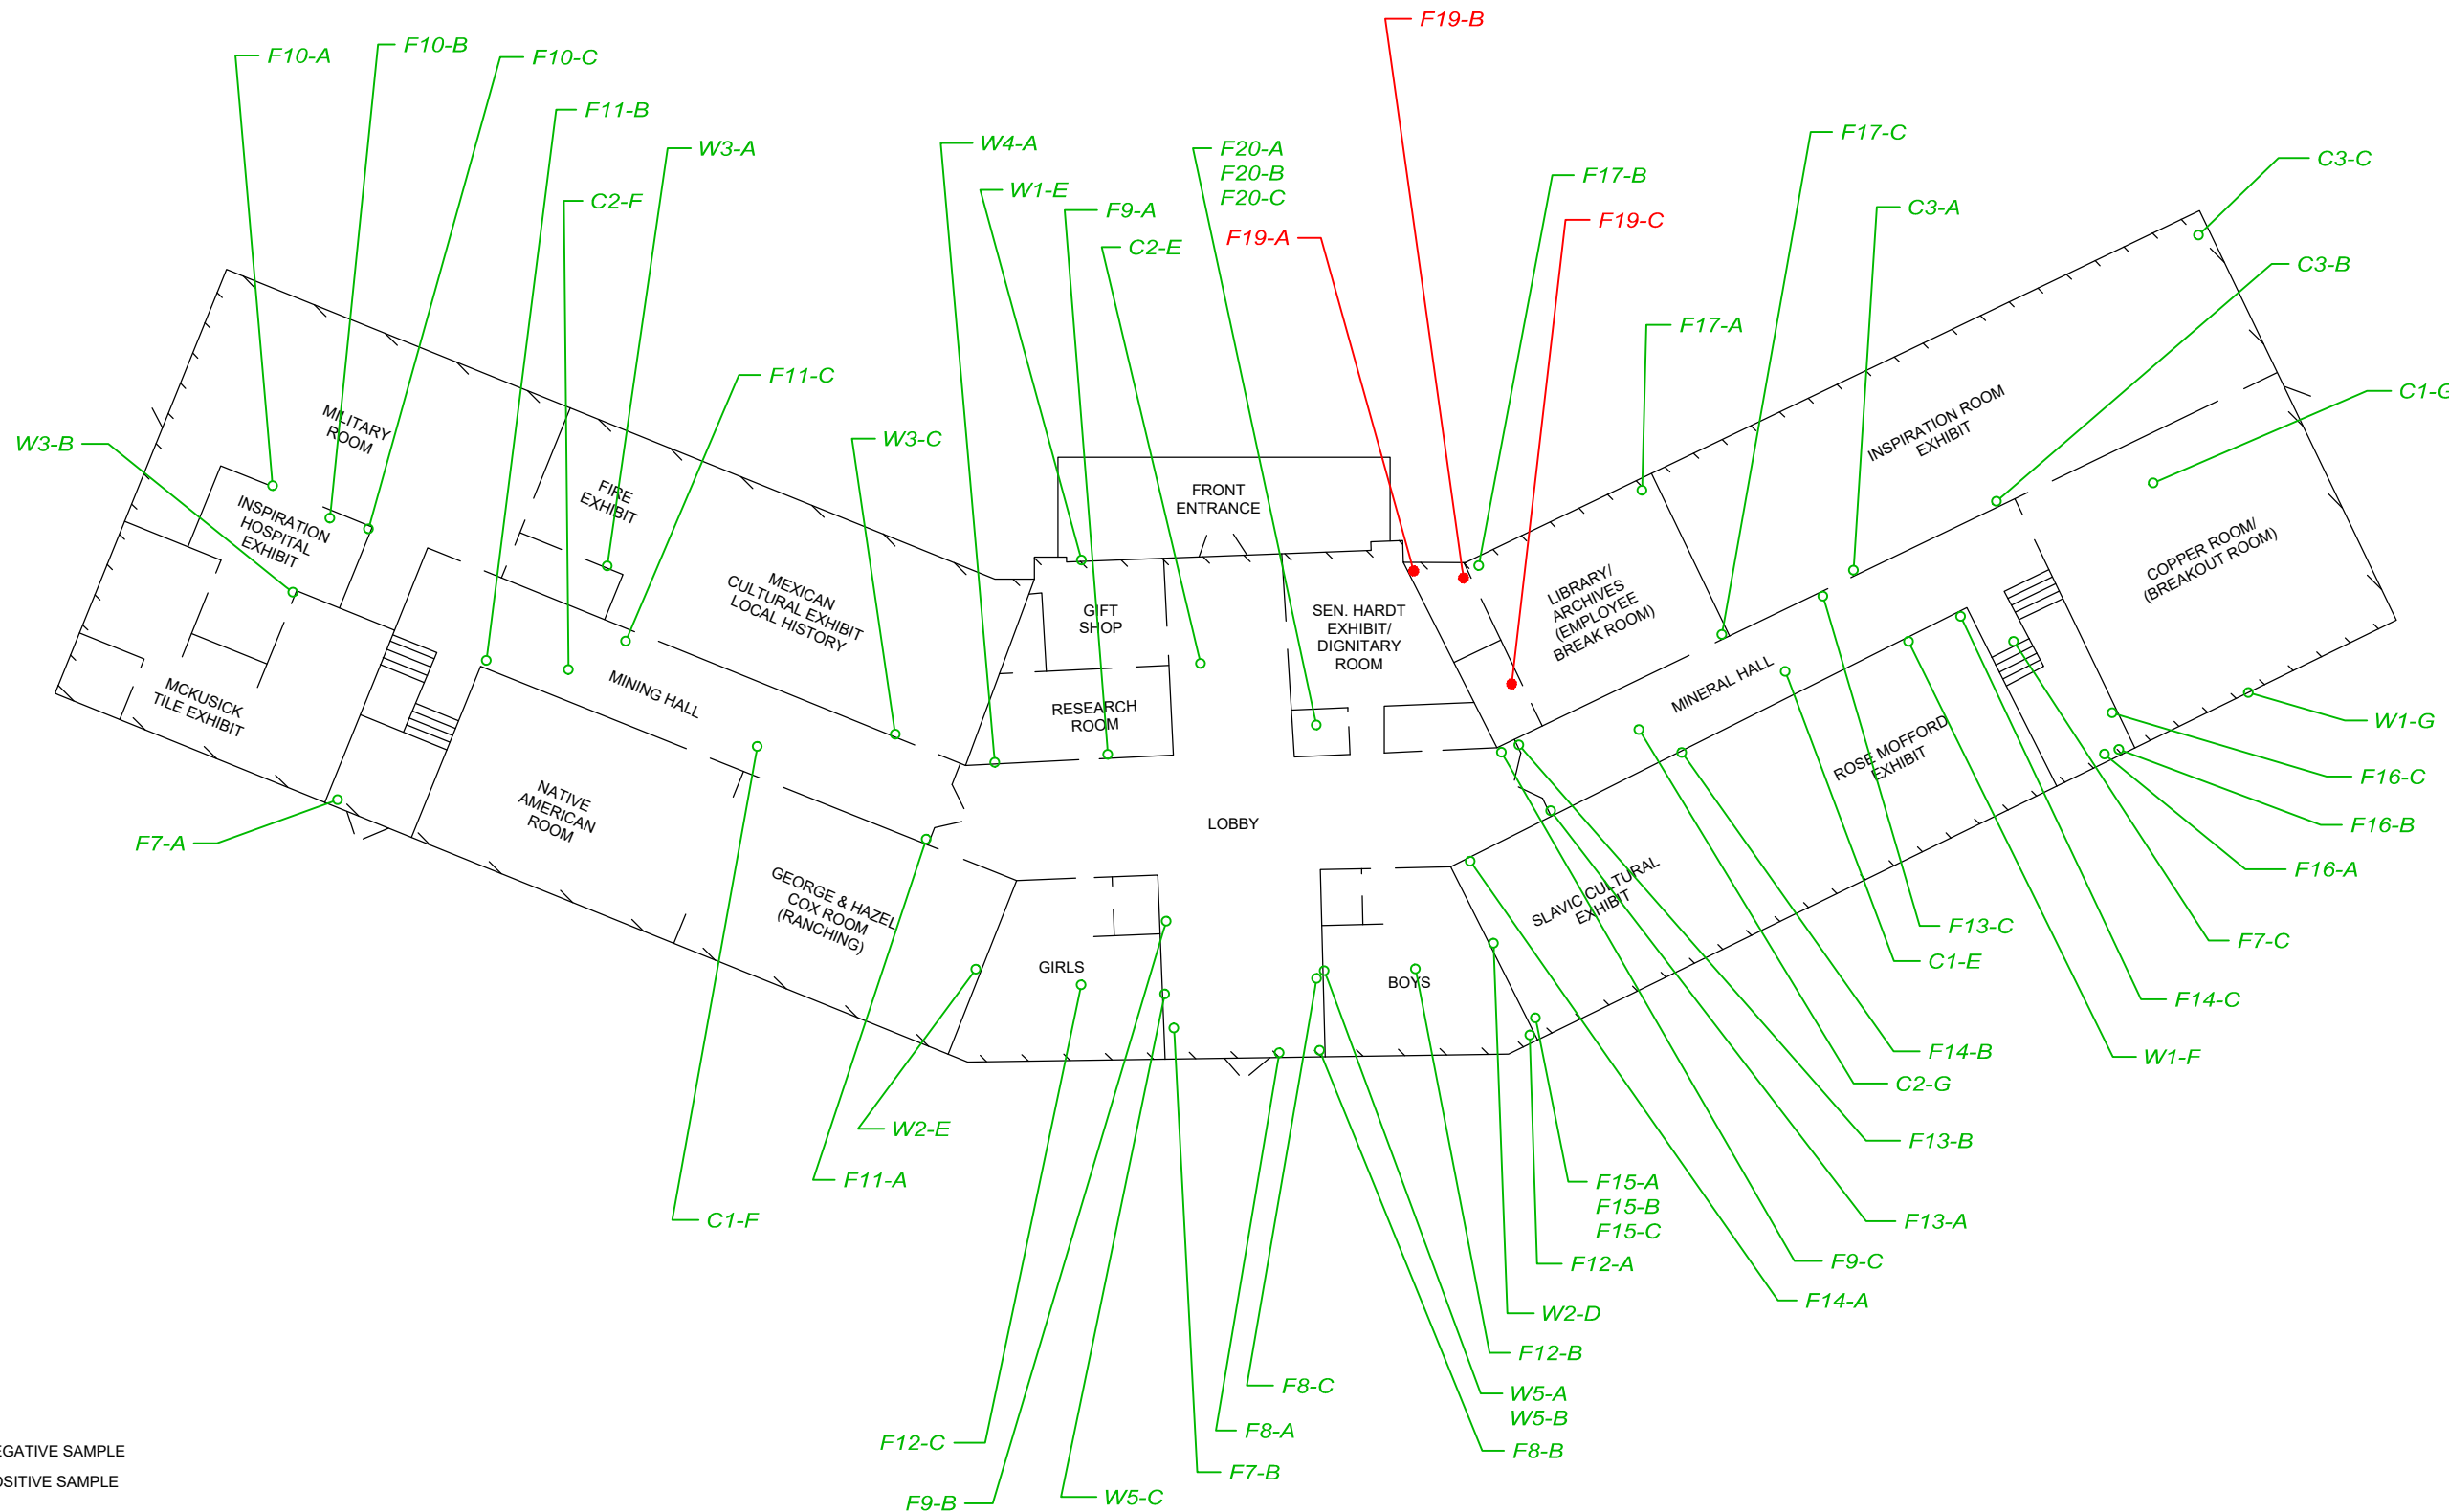 F19-B
F10-B
F10-A
F10-C
F11-B
F17-C
W4-A
W3-A
F20-A
F20-B
F20-C
C3-C
F17-B
W1-E
C2-F
F9-A
C3-A
F19-C
F19-A
C2-E
C3-B
F17-A
F11-C
C1-G
W3-B
W3-C
MILITARY
ROOM
INSPIRATION ROOM
EXHIBIT
FIRE
EXHIBIT
FRONT
ENTRANCE
INSPIRATION
HOSPITAL
EXHIBIT
MEXICAN
CULTURAL EXHIBIT
LOCAL HISTORY
GIFT
SHOP
SEN. HARDT
EXHIBIT/
DIGNITARY
ROOM
LIBRARY/
ARCHIVES
(EMPLOYEE
BREAK ROOM)
COPPER ROOM/
(BREAKOUT ROOM)
MCKUSICK
TILE EXHIBIT
MINING HALL
RESEARCH
ROOM
MINERAL HALL
W1-G
ROSE MOFFORD
EXHIBIT
F16-C
NATIVE
AMERICAN
ROOM
LOBBY
F16-B
F7-A
F16-A
GEORGE & HAZEL
COX ROOM
(RANCHING)
SLAVIC CULTURAL
EXHIBIT
F13-C
F7-C
C1-E
GIRLS
BOYS
F14-C
F14-B
W1-F
C2-G
W2-E
F13-B
F11-A
F15-A
F15-B
F15-C
C1-F
F13-A
F12-A
F9-C
F14-A
W2-D
F12-B
F8-C
W5-A
W5-B
F8-A
F12-C
F8-B
F7-B
W5-C
F9-B
EGATIVE SAMPLE
OSITIVE SAMPLE